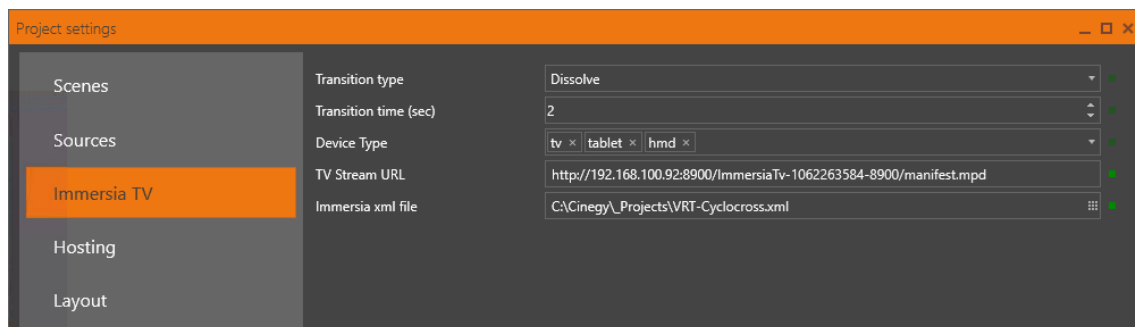 Project settings
Scenes
Sources
Immersia TV
Hosting
Layout
Transition type Dissolve
Transition time (sec) 2
Device Type tv × tablet × hmd ×
TV Stream URL http://192.168.100.92:8900/ImmersiaTv-1062263584-8900/manifest.mpd
Immersia xml file C:\Cinegy\_Projects\VRT-Cyclocross.xml